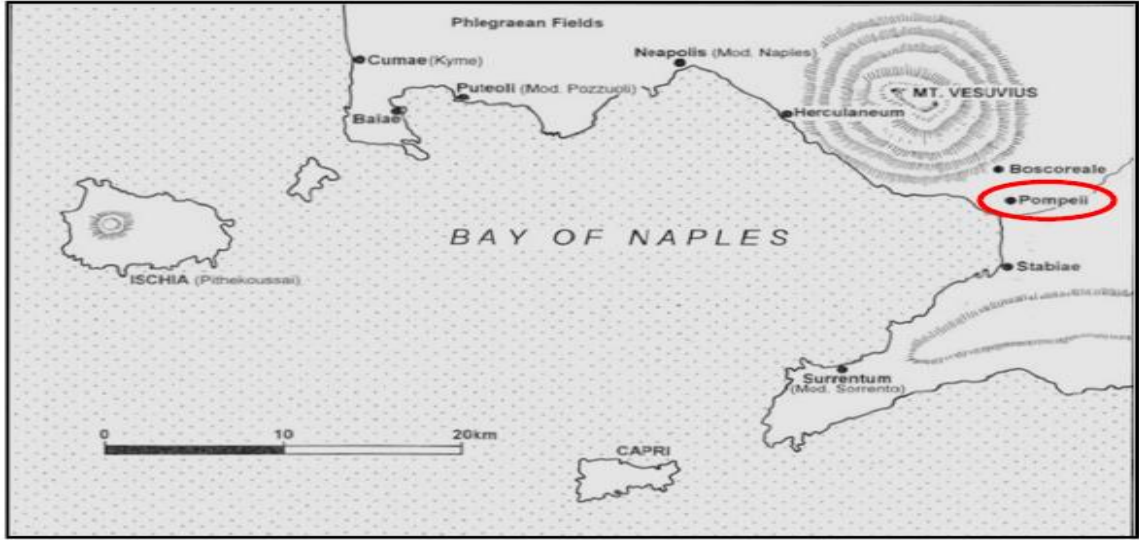 Phlegraean Fields
Neapolis (Mod. Naples)
Cumae (Kyme)
Puteoli (Mod. Pozzuoli)
MT. VESUVIUS
Baiae
Herculaneum
Boscoreale
Pompeii
BAY OF NAPLES
Stabiae
ISCHIA (Pithekoussai)
Surrentum
(Mod. Sorrento)
0 10 20km
CAPRI